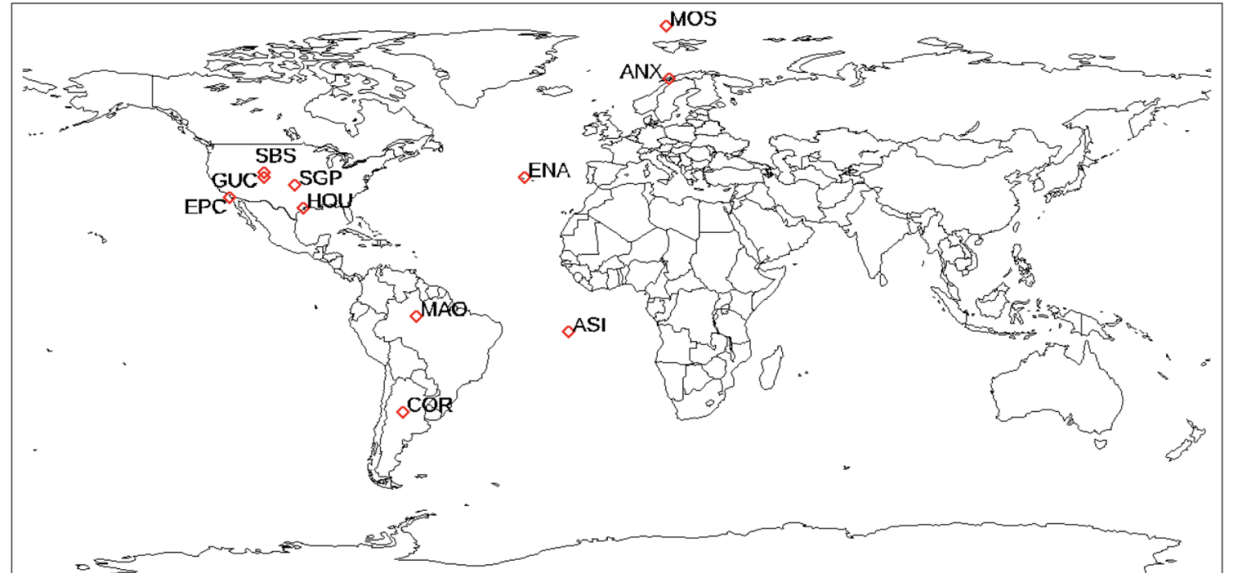 MOS
ANX
SBS
ENA
GUC
SGP
EPC
HOU
MAO
ASI
COR